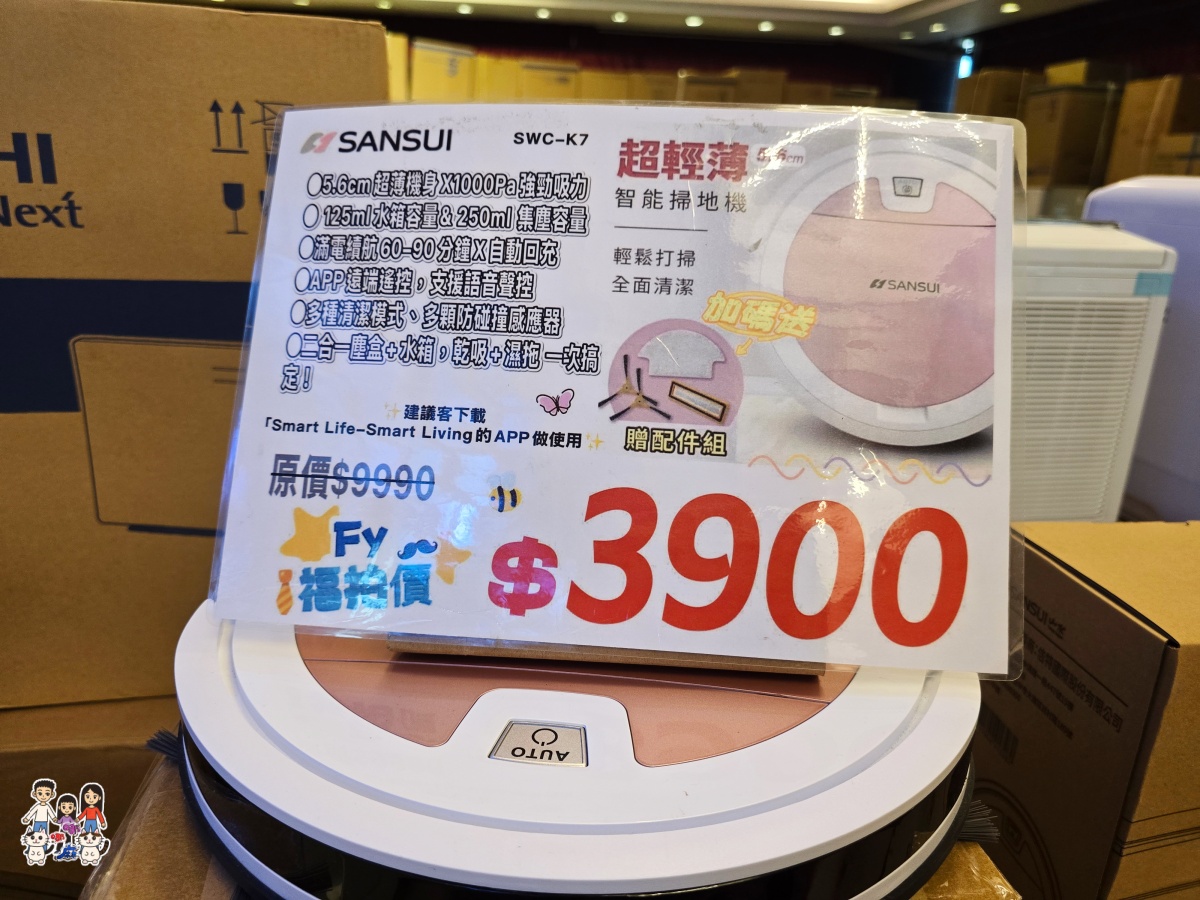 HI
Next
SANSUI
SWC-K7
○5.6cm超薄機身X1000Pa強勁吸力
○125ml水箱容量&250ml 集塵容量
○滿電續航60-90分鐘X自動回充
○APP遠端遙控，支援語音聲控
○多種清潔模式、多顆防碰撞感應器
○二合一塵盒+水箱，乾吸+濕拖 一次搞
定！
建議客下載
「Smart Life-Smart Living的APP做使用
超輕薄 5.6cm
智能掃地機
輕鬆打掃
全面清潔
SANSUI
加碼送
贈配件組
原價$9990
Fy
福拍價
$3900
AUTO